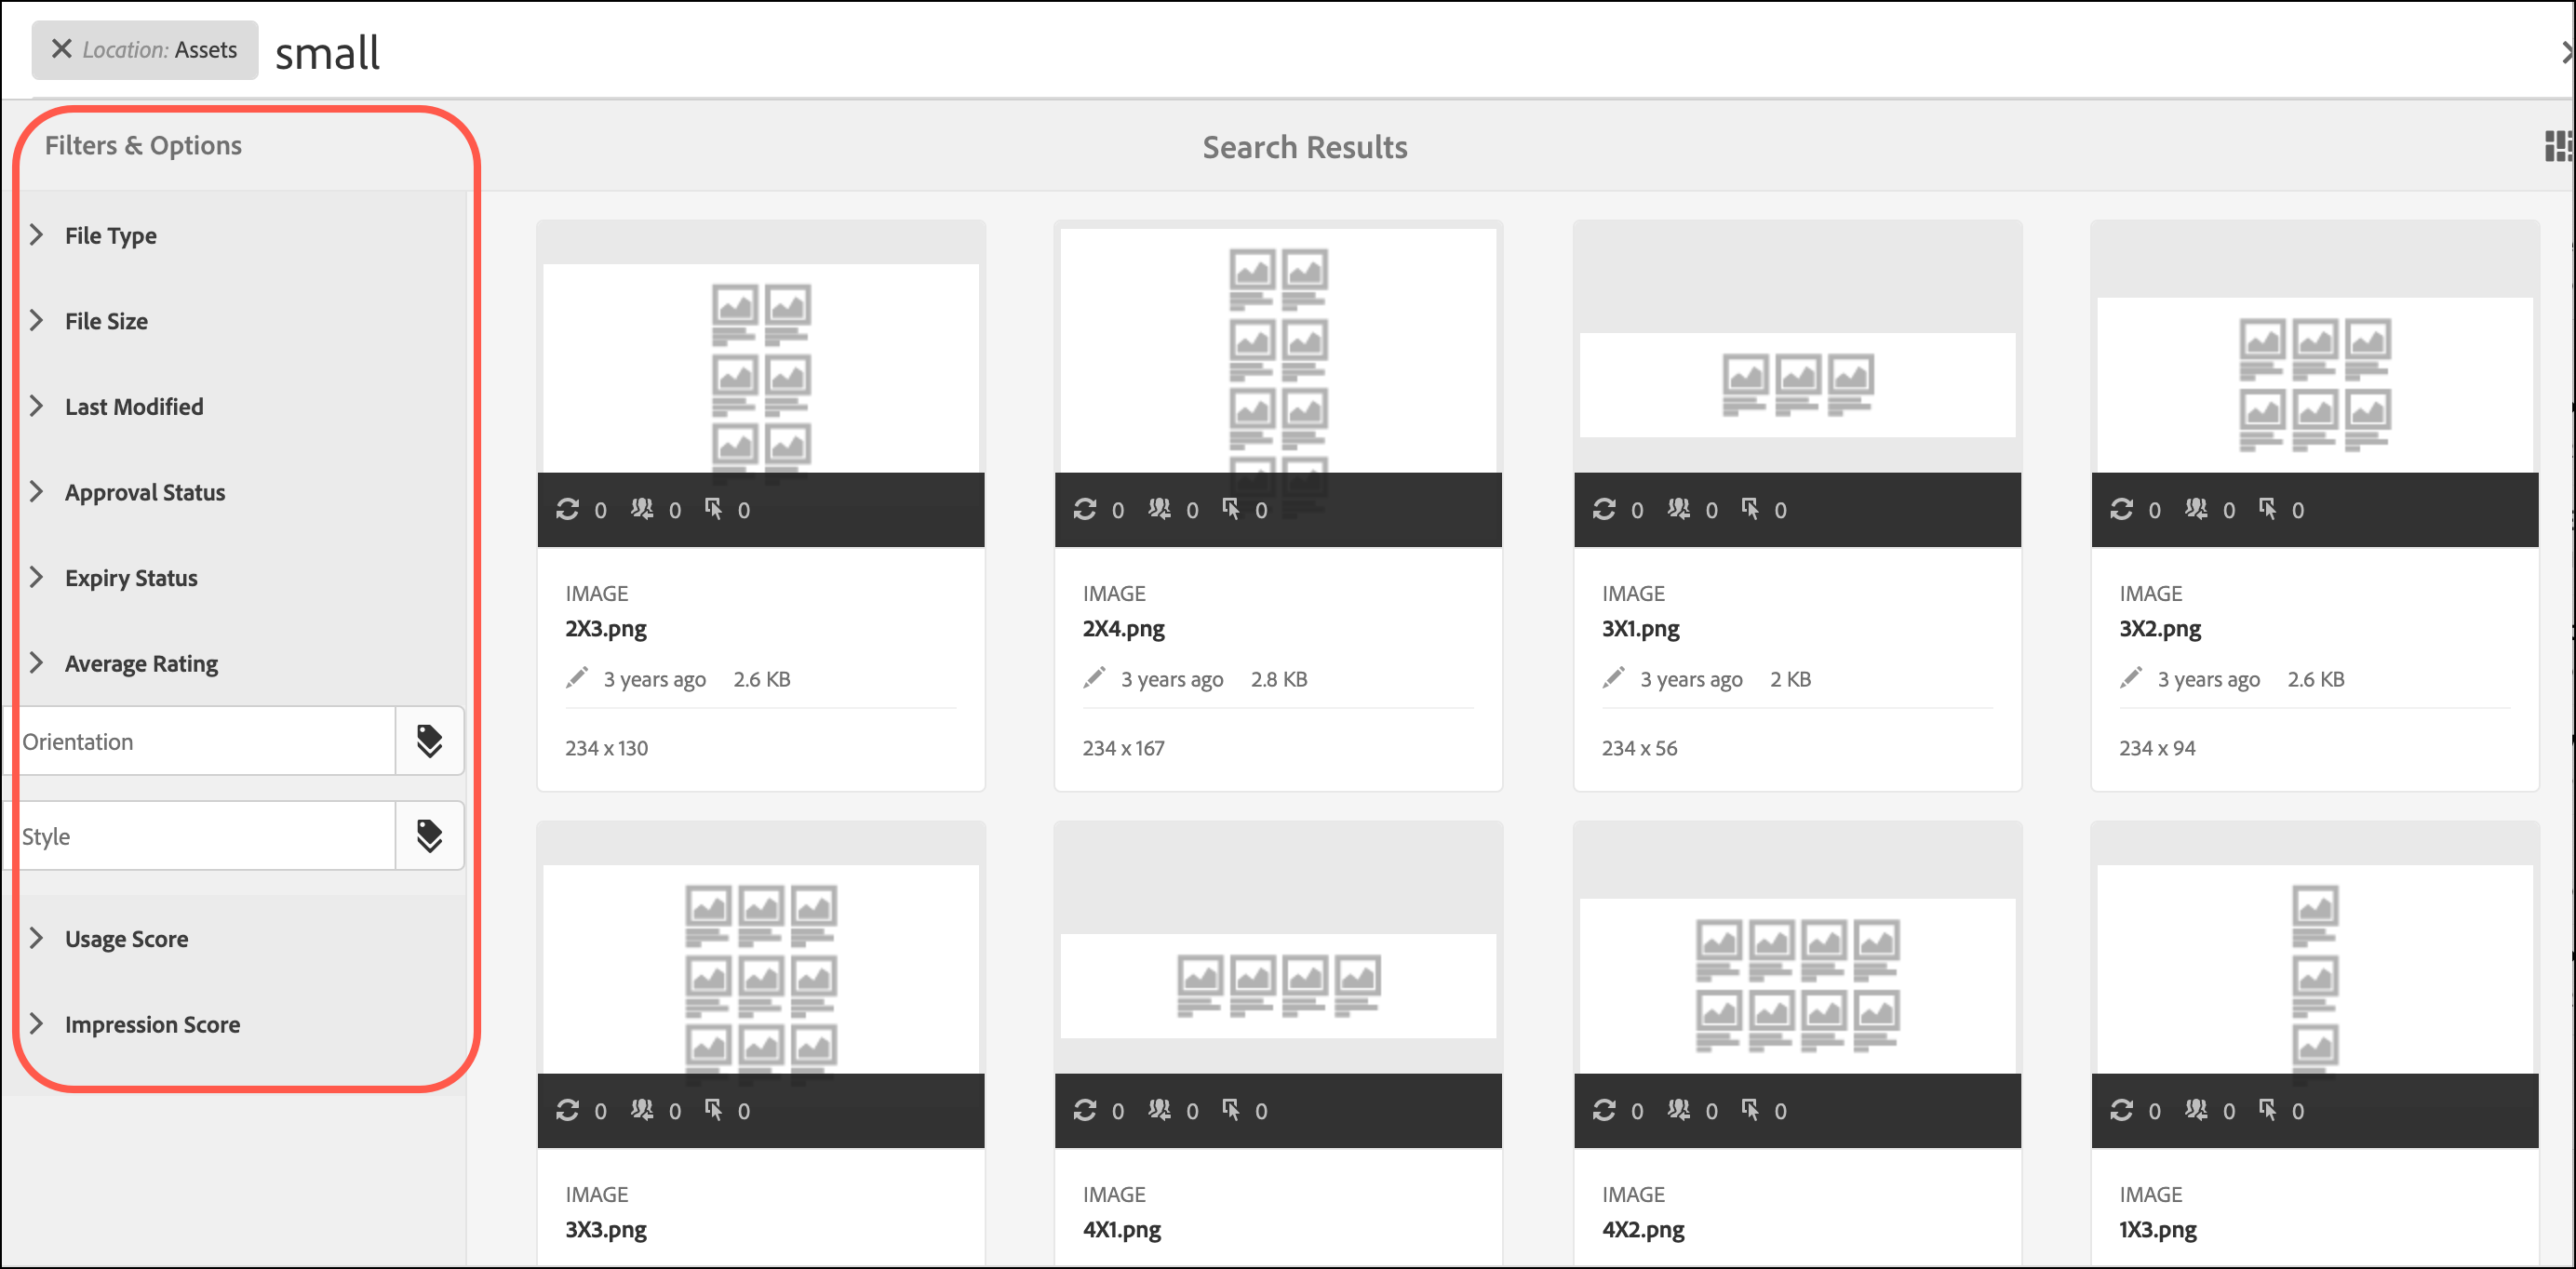 Location: Assets small
Filters & Options
Search Results
File Type
File Size
Last Modified
Approval Status
Expiry Status
Average Rating
Orientation
Style
Usage Score
Impression Score
0 0 0
IMAGE
2X3.png
3 years ago 2.6 KB
234 x 130
0 0 0
IMAGE
2X4.png
3 years ago 2.8 KB
234 x 167
0 0 0
IMAGE
3X1.png
3 years ago 2 KB
234 x 56
0 0 0
IMAGE
3X2.png
3 years ago 2.6 KB
234 x 94
0 0 0
IMAGE
3X3.png
0 0 0
IMAGE
4X1.png
0 0 0
IMAGE
4X2.png
0 0 0
IMAGE
1X3.png